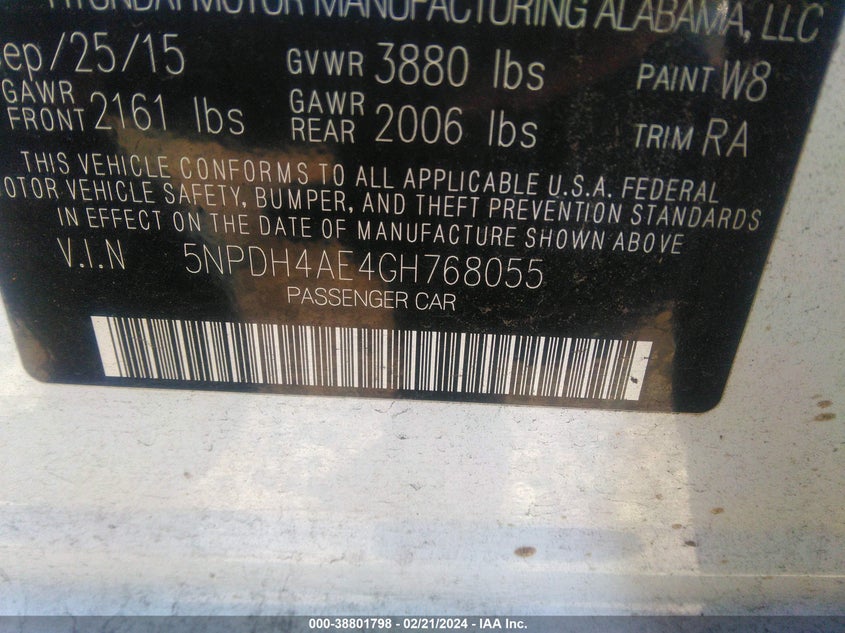 HYUNDAI MOTOR MANUFACTURING ALABAMA, LLC
Sep/25/15 GVWR 3880 lbs PAINT W8
GAWR FRONT 2161 lbs GAWR REAR 2006 lbs TRIM RA
THIS VEHICLE CONFORMS TO ALL APPLICABLE U.S.A. FEDERAL
MOTOR VEHICLE SAFETY, BUMPER, AND THEFT PREVENTION STANDARDS
IN EFFECT ON THE DATE OF MANUFACTURE SHOWN ABOVE
V.I.N 5NPDH4AE4GH768055
PASSENGER CAR
000-38801798 - 02/21/2024 - IAA Inc.